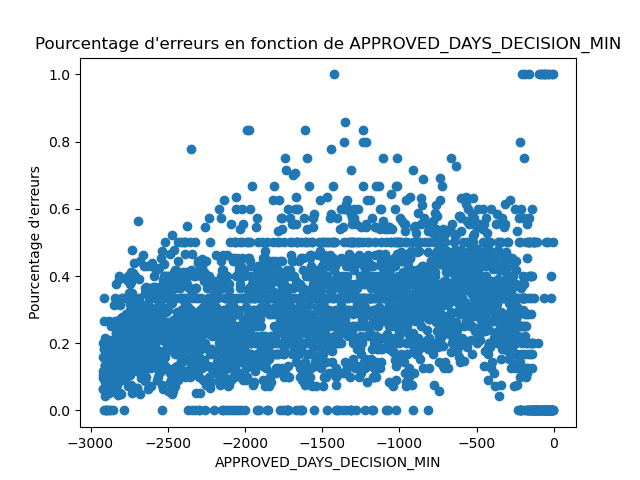 Pourcentage d'erreurs en fonction de APPROVED_DAYS_DECISION_MIN
1.0
0.8
0.6
0.4
0.2
0.0
Pourcentage d'erreurs
−3000 −2500 −2000 −1500 −1000 −500 0
APPROVED_DAYS_DECISION_MIN